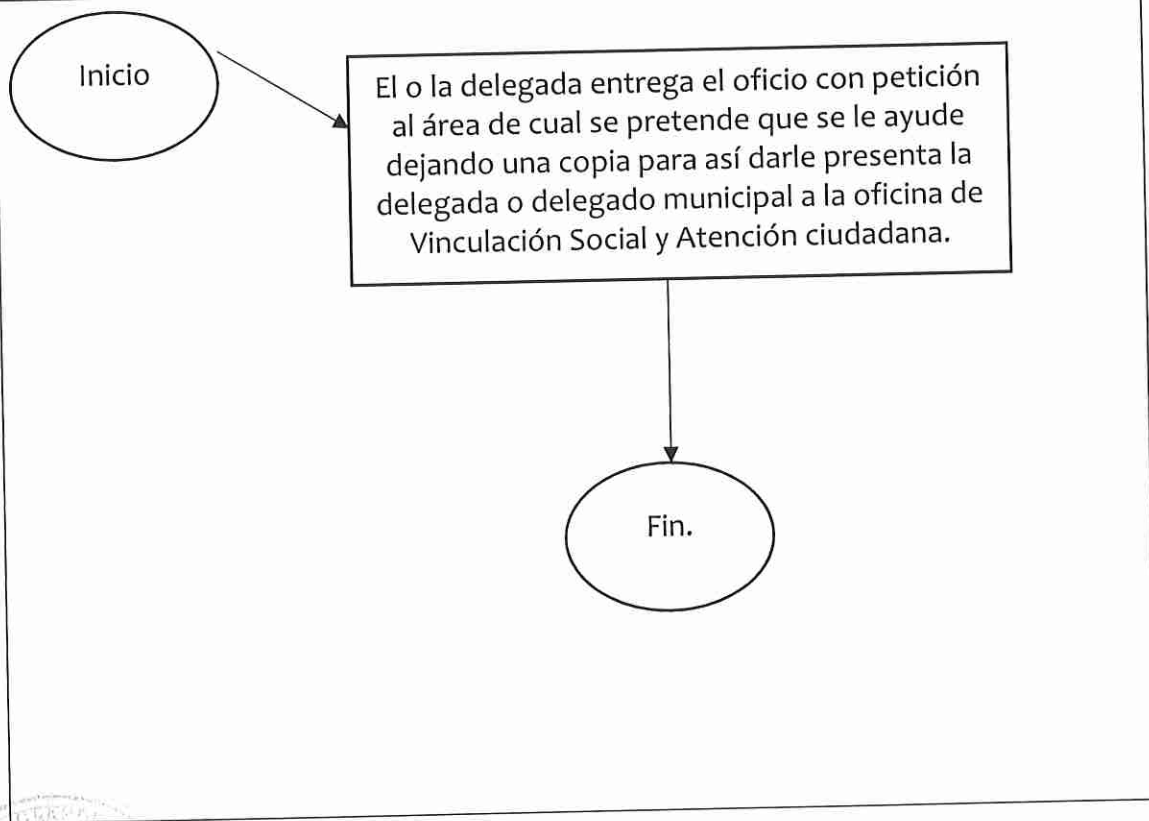 Inicio
El o la delegada entrega el oficio con petición
al área de cual se pretende que se le ayude
dejando una copia para así darle presenta la
delegada o delegado municipal a la oficina de
Vinculación Social y Atención ciudadana.
Fin.